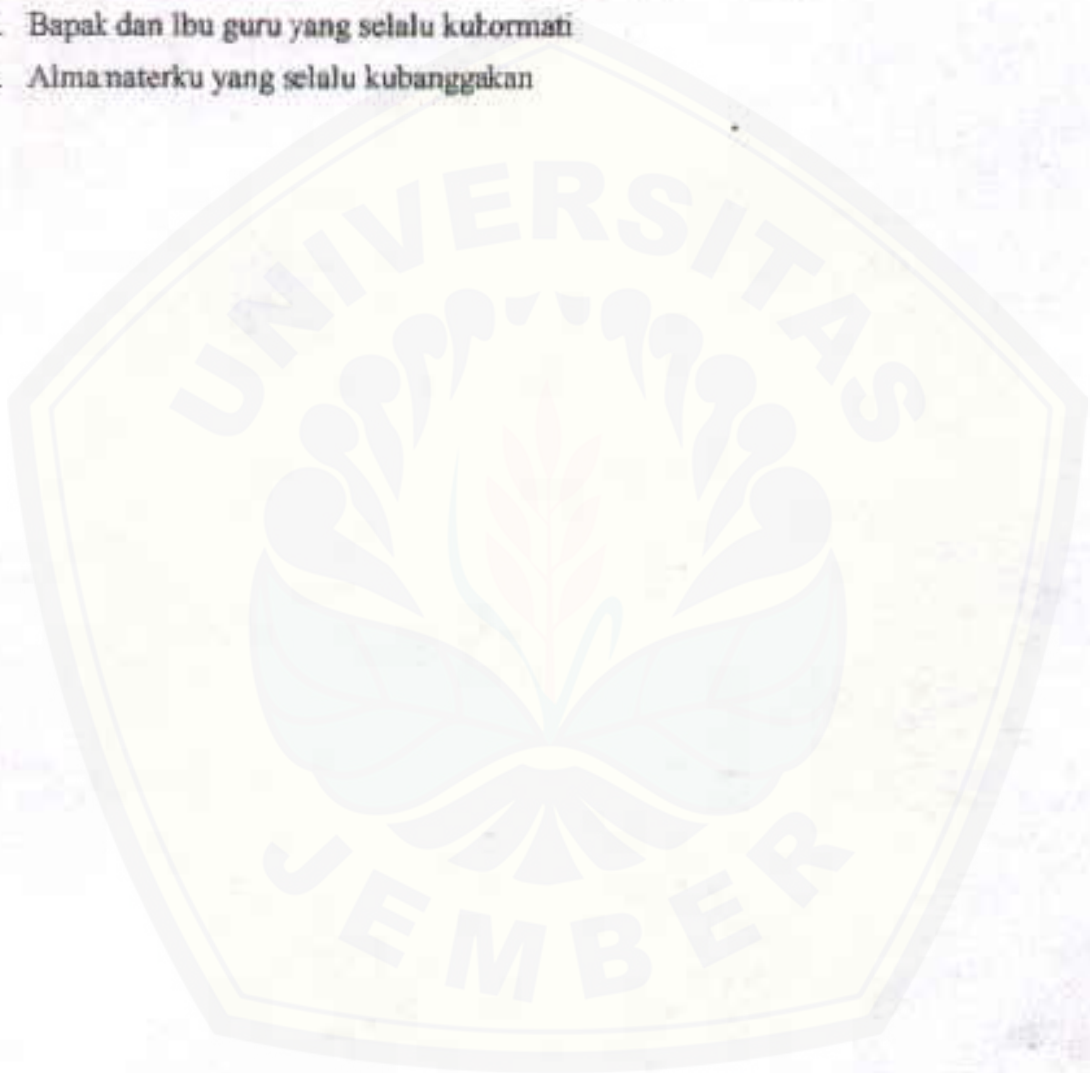 . Bapak dan Ibu guru yang selalu kuhormati
. Almamaterku yang selalu kubanggakan
UNIVERSITAS
JEMBER